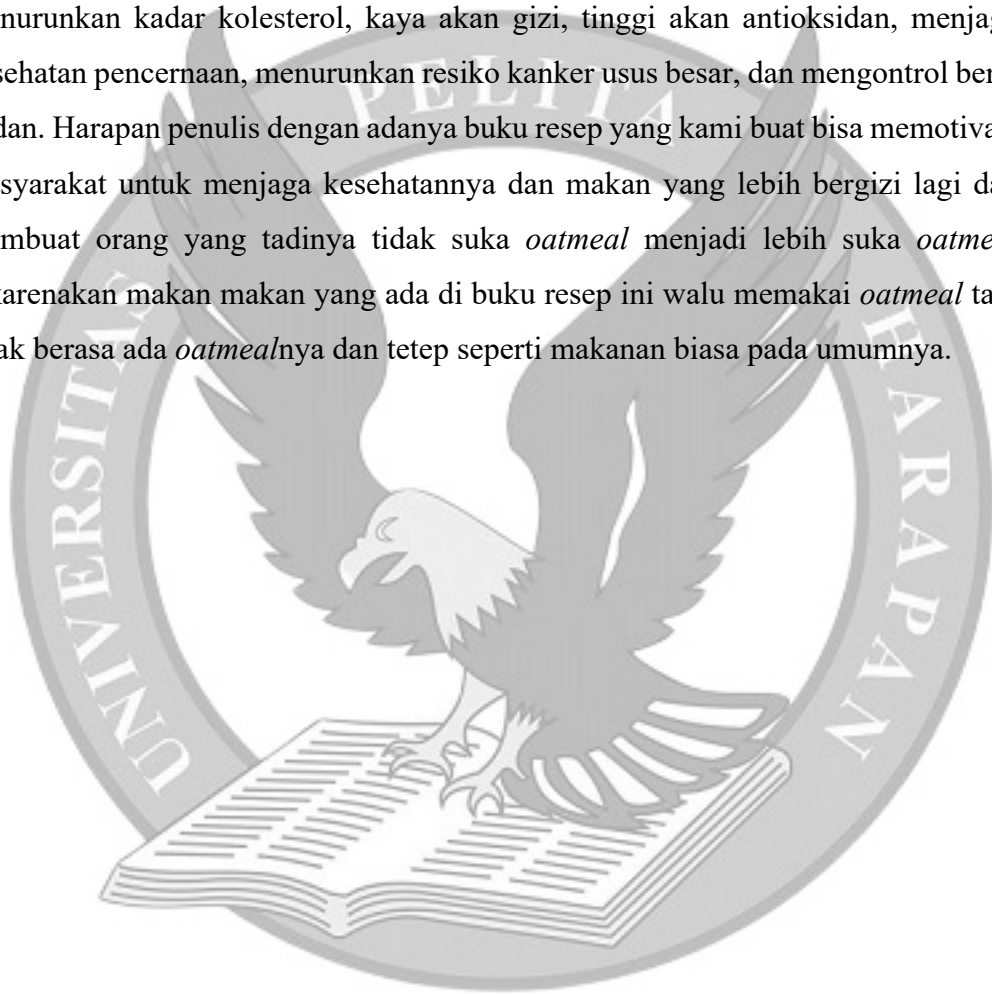 nurunkan kadar kolesterol, kaya akan gizi, tinggi akan antioksidan, menjag
sehatan pencernaan, menurunkan resiko kanker usus besar, dan mengontrol ber
dan. Harapan penulis dengan adanya buku resep yang kami buat bisa memotiva
syarakat untuk menjaga kesehatannya dan makan yang lebih bergizi lagi da
mbuat orang yang tadinya tidak suka oatmeal menjadi lebih suka oatme
karenakan makan makan yang ada di buku resep ini walu memakai oatmeal ta
ak berasa ada oatmealnya dan tetep seperti makanan biasa pada umumnya.
UNIVERSITAS PELITA HARAPAN